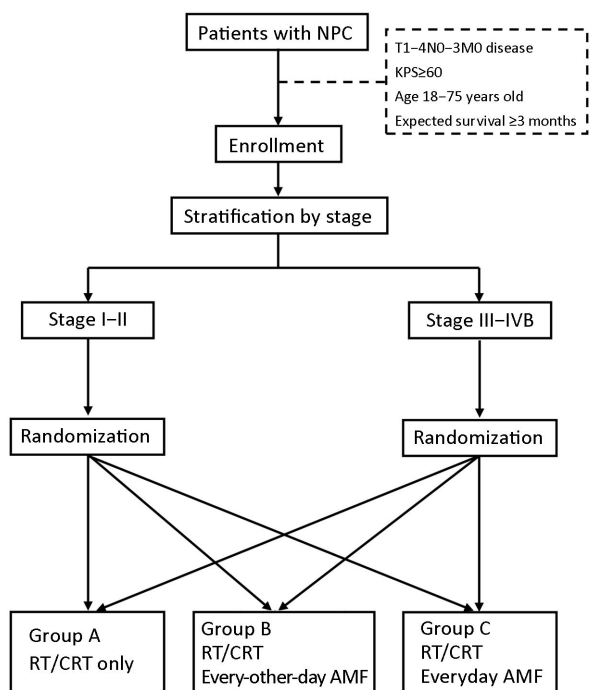 Patients with NPC
T1–4N0–3M0 disease
KPS≥60
Age 18–75 years old
Expected survival ≥3 months
Enrollment
Stratification by stage
Stage I–II
Stage III–IVB
Randomization
Randomization
Group A
RT/CRT only
Group B
RT/CRT
Every-other-day AMF
Group C
RT/CRT
Everyday AMF